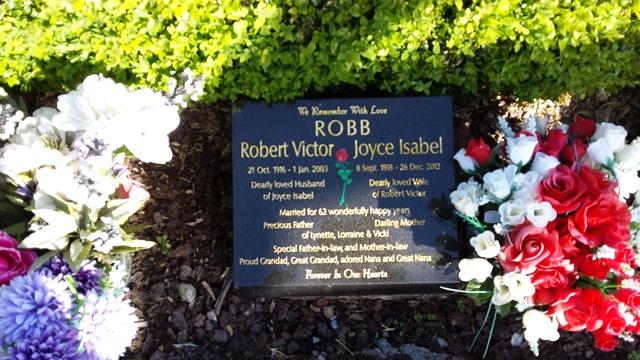 We Remember With Love
ROBB
Robert Victor Joyce Isabel
21 Oct. 1916 - 1 Jan. 2003 8 Sept. 1918 - 26 Dec. 2012
Dearly loved Husband Dearly loved Wife
of Joyce Isabel of Robert Victor
Married for 62 wonderfully happy years
Precious Father Darling Mother
of Lynette, Lorraine & Vicki
Special Father-in-law, and Mother-in-law
Proud Grandad, Great Grandad, adored Nana and Great Nana
Forever In Our Hearts